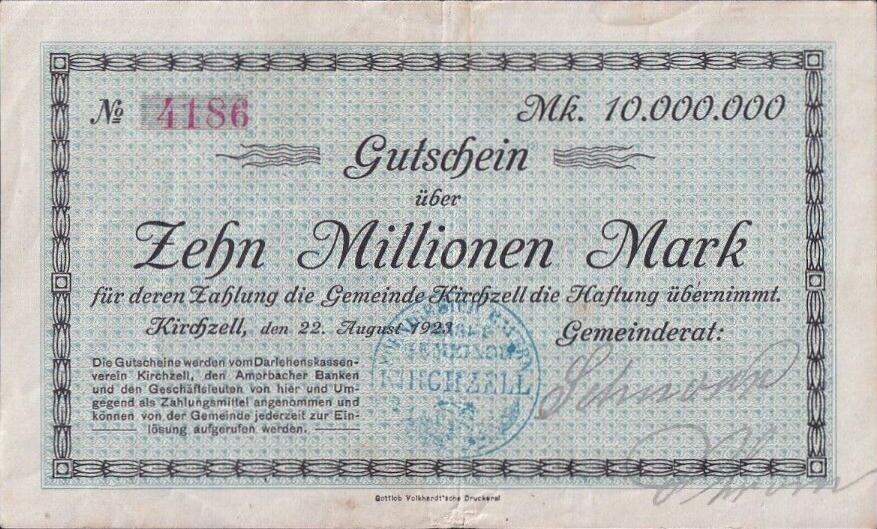 № 4186
Mk. 10.000.000
Gutschein
über
Zehn Millionen Mark
für deren Zahlung die Gemeinde Kirchzell die Haftung übernimmt.
Kirchzell, den 22. August 1923
Gemeinderat:
Die Gutscheine werden vom Darlehenskassen-
verein Kirchzell, den Amorbacher Banken
und den Geschäftsleuten von hier und Um-
gegend als Zahlungsmittel angenommen und
können von der Gemeinde jederzeit zur Ein-
lösung aufgerufen werden.
KIRCHZELL
Gottlob Volkhardt'sche Druckerei